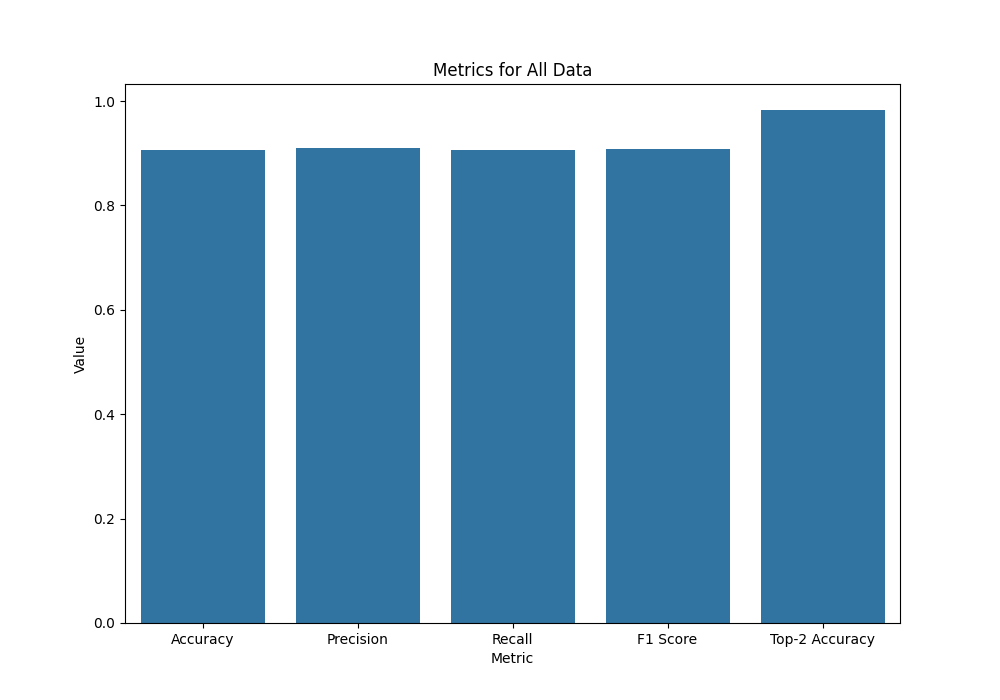 Metrics for All Data
1.0
0.8
0.6
0.4
0.2
0.0
Value
Accuracy Precision Recall F1 Score Top-2 Accuracy
Metric